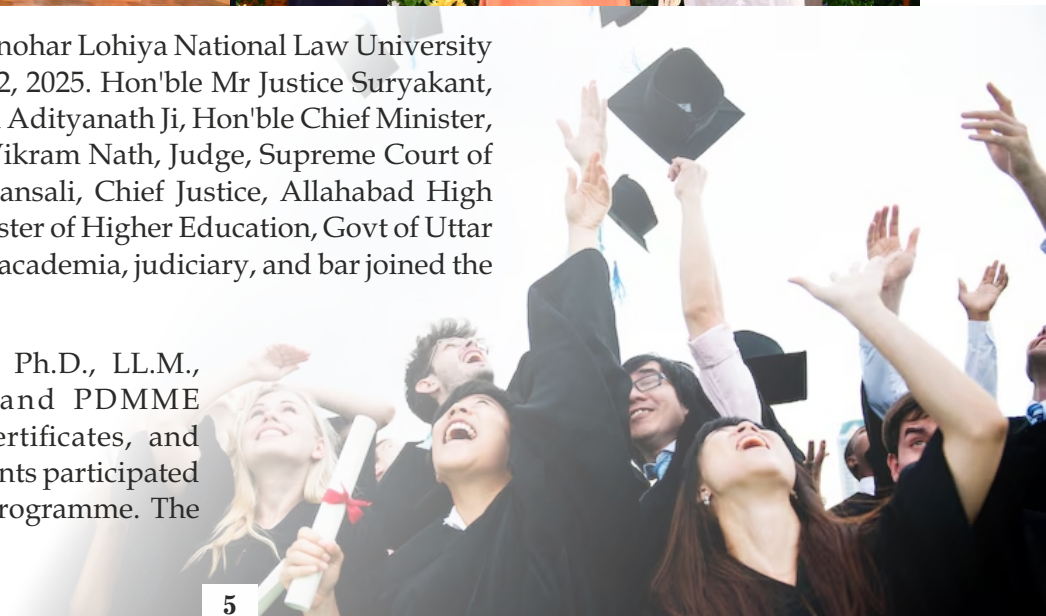 nohar Lohiya National Law University
2, 2025. Hon'ble Mr Justice Suryakant,
Adityanath Ji, Hon'ble Chief Minister,
Vikram Nath, Judge, Supreme Court of
ansali, Chief Justice, Allahabad High
ster of Higher Education, Govt of Uttar
academia, judiciary, and bar joined the
Ph.D., LL.M.,
and PDMME
ertificates, and
nts participated
rogramme. The
5